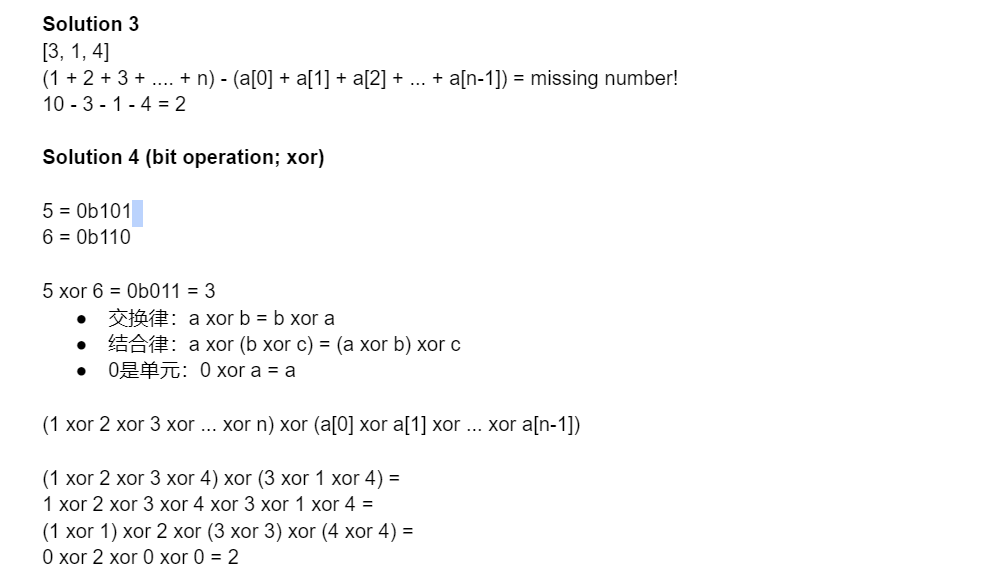 Solution 3
[3, 1, 4]
(1 + 2 + 3 + .... + n) - (a[0] + a[1] + a[2] + ... + a[n-1]) = missing number!
10 - 3 - 1 - 4 = 2
Solution 4 (bit operation; xor)
5 = 0b101
6 = 0b110
5 xor 6 = 0b011 = 3
● 交换律：a xor b = b xor a
● 结合律：a xor (b xor c) = (a xor b) xor c
● 0是单元：0 xor a = a
(1 xor 2 xor 3 xor ... xor n) xor (a[0] xor a[1] xor ... xor a[n-1])
(1 xor 2 xor 3 xor 4) xor (3 xor 1 xor 4) =
1 xor 2 xor 3 xor 4 xor 3 xor 1 xor 4 =
(1 xor 1) xor 2 xor (3 xor 3) xor (4 xor 4) =
0 xor 2 xor 0 xor 0 = 2